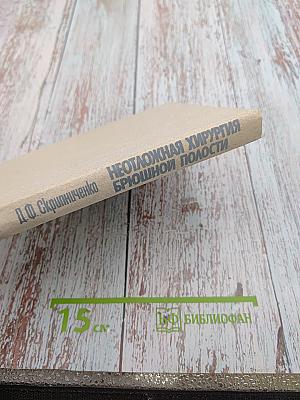 Д.Ф. Скрипниченко
НЕОТЛОЖНАЯ ХИРУРГИЯ
БРЮШНОЙ ПОЛОСТИ
15 см.
БИБЛИОФАН